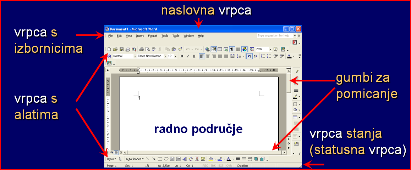 naslovna vrpca
vrpca s
izbornicima
vrpca s
alatima
radno područje
gumbi za
pomicanje
vrpca stanja
(statusna vrpca)